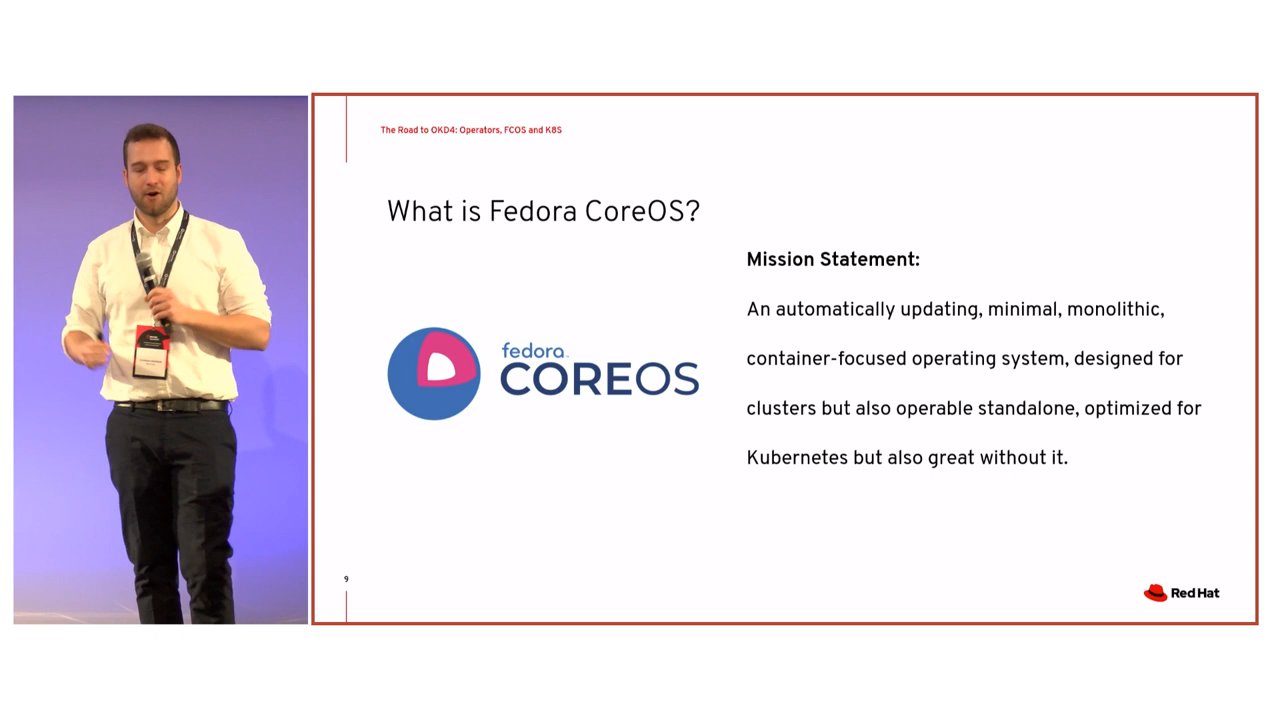 The Road to OKD4: Operators, FCOS and K8S
What is Fedora CoreOS?
Mission Statement:
An automatically updating, minimal, monolithic,
container-focused operating system, designed for
clusters but also operable standalone, optimized for
Kubernetes but also great without it.
fedora
COREOS
9
Red Hat